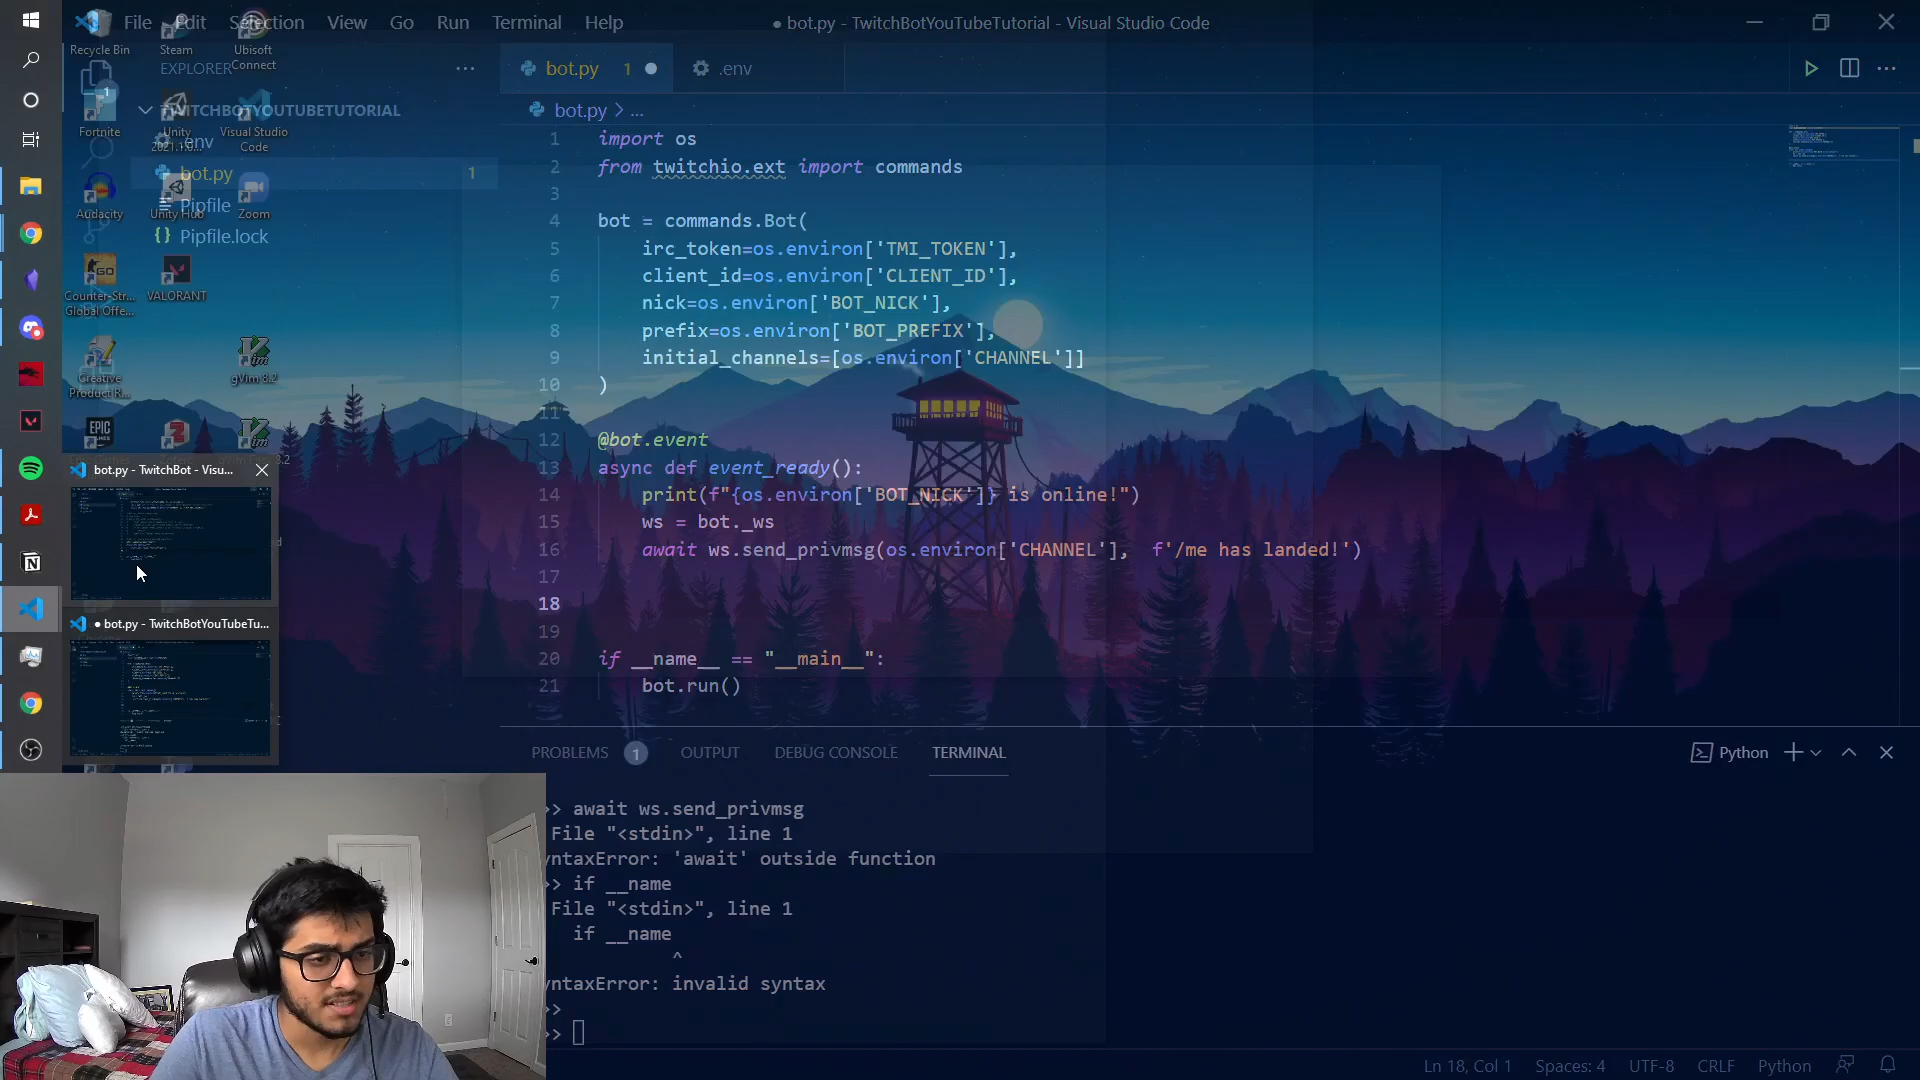 File Edit Selection View Go Run Terminal Help
● bot.py - TwitchBotYouTubeTutorial - Visual Studio Code
Recycle Bin
Steam
Ubisoft Connect
EXPLORER
TWITCHBOTYOUTUBETUTORIAL
.env
bot.py 1
Pipfile
Pipfile.lock
Fortnite
Unity
Visual Studio Code
Audacity
Unity Hub
Zoom
Counter-Str... Global Offe...
VALORANT
Creative Product R...
gVim 8.2
bot.py 1 ●
.env
bot.py > ...
1 import os
2 from twitchio.ext import commands
3
4 bot = commands.Bot(
5 irc_token=os.environ['TMI_TOKEN'],
6 client_id=os.environ['CLIENT_ID'],
7 nick=os.environ['BOT_NICK'],
8 prefix=os.environ['BOT_PREFIX'],
9 initial_channels=[os.environ['CHANNEL']]
10 )
11
12 @bot.event
13 async def event_ready():
14 print(f"{os.environ['BOT_NICK']} is online!")
15 ws = bot._ws
16 await ws.send_privmsg(os.environ['CHANNEL'], f'/me has landed!')
17
18
19
20 if __name__ == "__main__":
21 bot.run()
bot.py - TwitchBot - Visu...
● bot.py - TwitchBotYouTubeTu...
PROBLEMS 1 OUTPUT DEBUG CONSOLE TERMINAL
Python
>> await ws.send_privmsg
File "<stdin>", line 1
yntaxError: 'await' outside function
>> if __name
File "<stdin>", line 1
if __name
^
yntaxError: invalid syntax
>>
>>
Ln 18, Col 1 Spaces: 4 UTF-8 CRLF Python